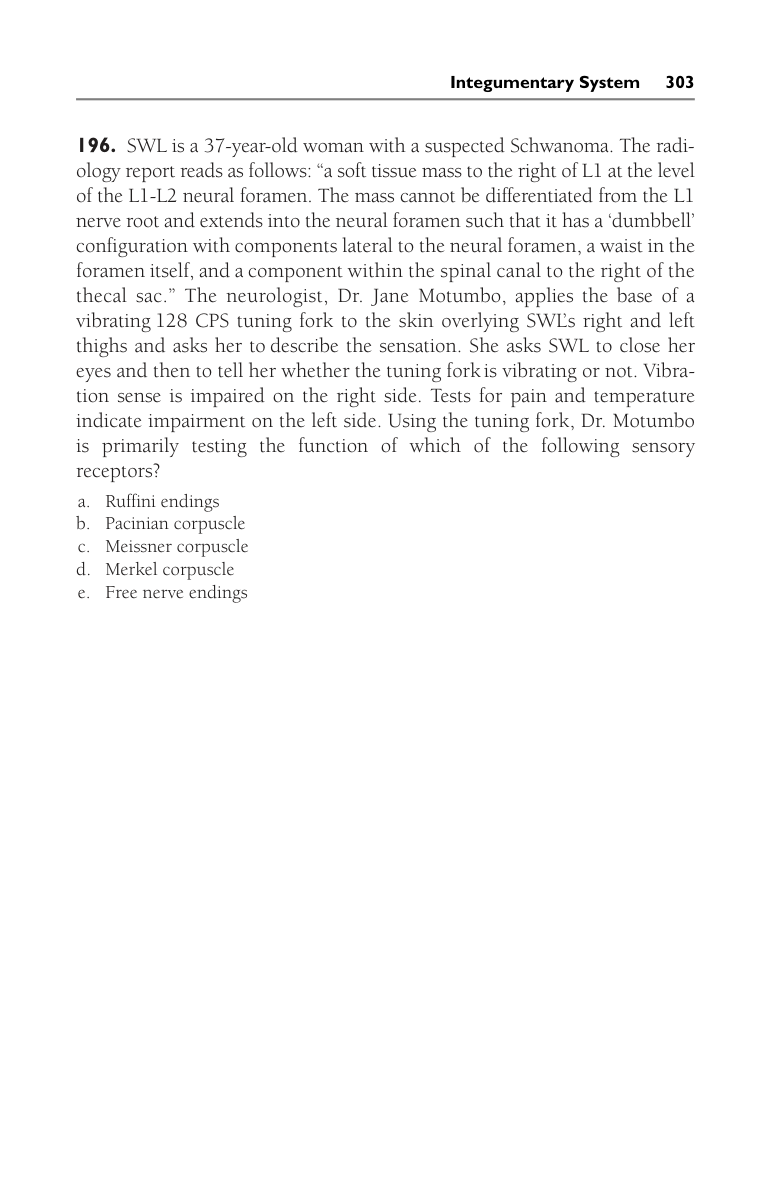 Integumentary System 303
196. SWL is a 37-year-old woman with a suspected Schwanoma. The radi-
ology report reads as follows: “a soft tissue mass to the right of L1 at the level
of the L1-L2 neural foramen. The mass cannot be differentiated from the L1
nerve root and extends into the neural foramen such that it has a ‘dumbbell’
configuration with components lateral to the neural foramen, a waist in the
foramen itself, and a component within the spinal canal to the right of the
thecal sac.” The neurologist, Dr. Jane Motumbo, applies the base of a
vibrating 128 CPS tuning fork to the skin overlying SWL’s right and left
thighs and asks her to describe the sensation. She asks SWL to close her
eyes and then to tell her whether the tuning fork is vibrating or not. Vibra-
tion sense is impaired on the right side. Tests for pain and temperature
indicate impairment on the left side. Using the tuning fork, Dr. Motumbo
is primarily testing the function of which of the following sensory
receptors?
a. Ruffini endings
b. Pacinian corpuscle
c. Meissner corpuscle
d. Merkel corpuscle
e. Free nerve endings